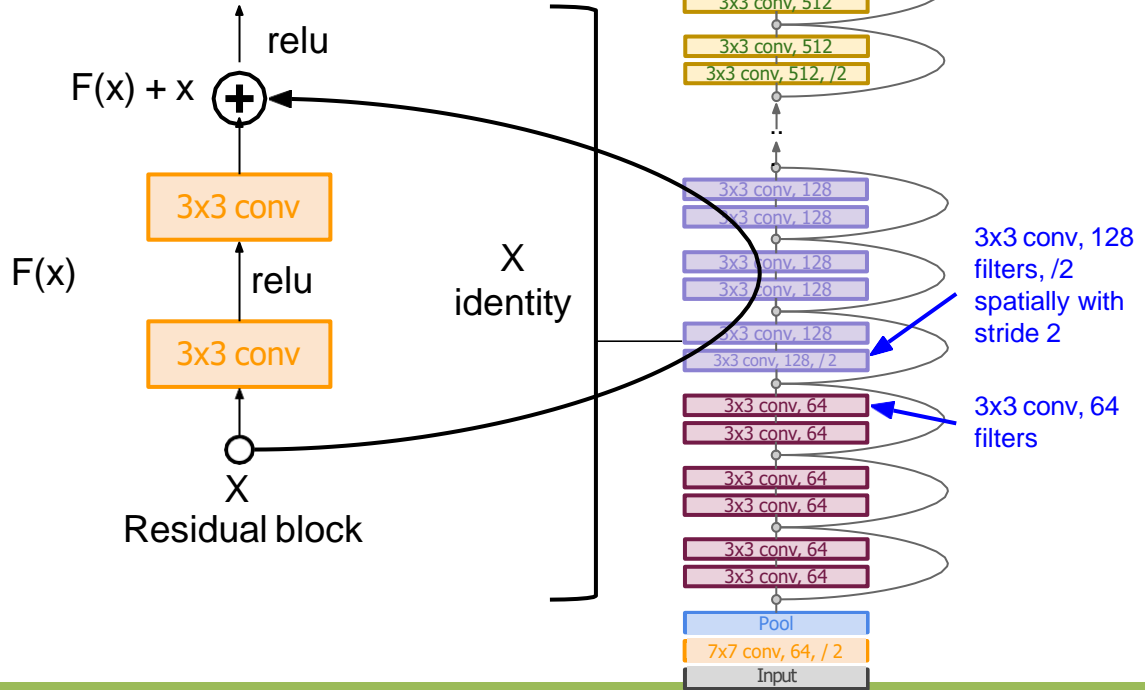 relu
F(x) + x
+
3x3 conv
F(x)
relu
3x3 conv
X
Residual block
X
identity
3x3 conv, 512
3x3 conv, 512
3x3 conv, 512, /2
..
.
3x3 conv, 128
3x3 conv, 128
3x3 conv, 128
3x3 conv, 128
3x3 conv, 128
3x3 conv, 128, / 2
3x3 conv, 64
3x3 conv, 64
3x3 conv, 64
3x3 conv, 64
3x3 conv, 64
3x3 conv, 64
Pool
7x7 conv, 64, / 2
Input
3x3 conv, 128
filters, /2
spatially with
stride 2
3x3 conv, 64
filters